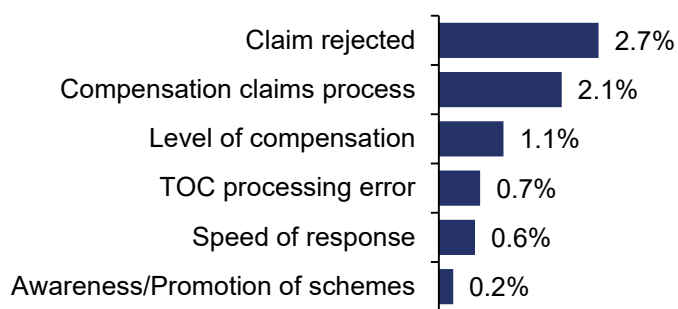 Claim rejected 2.7%
Compensation claims process 2.1%
Level of compensation 1.1%
TOC processing error 0.7%
Speed of response 0.6%
Awareness/Promotion of schemes 0.2%